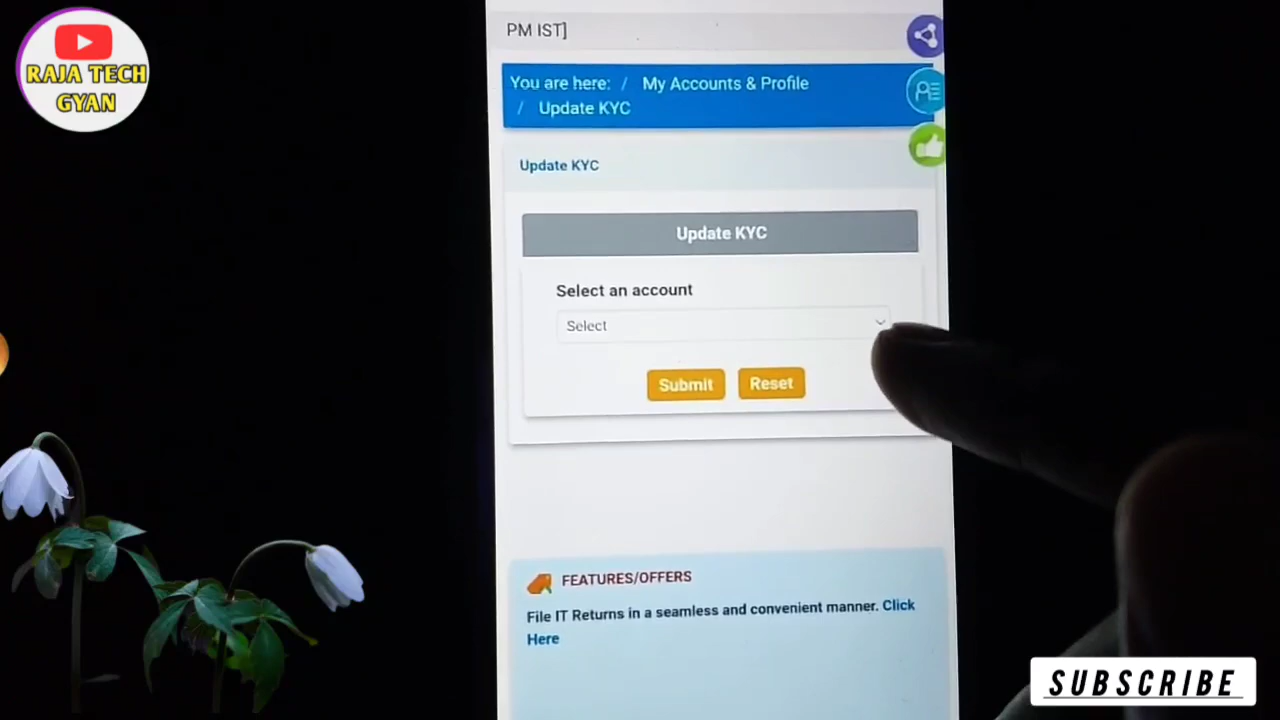 RAJA TECH
GYAN
PM IST]
You are here: / My Accounts & Profile
/ Update KYC
Update KYC
Update KYC
Select an account
Select
Submit Reset
FEATURES/OFFERS
File IT Returns in a seamless and convenient manner. Click
Here
SUBSCRIBE